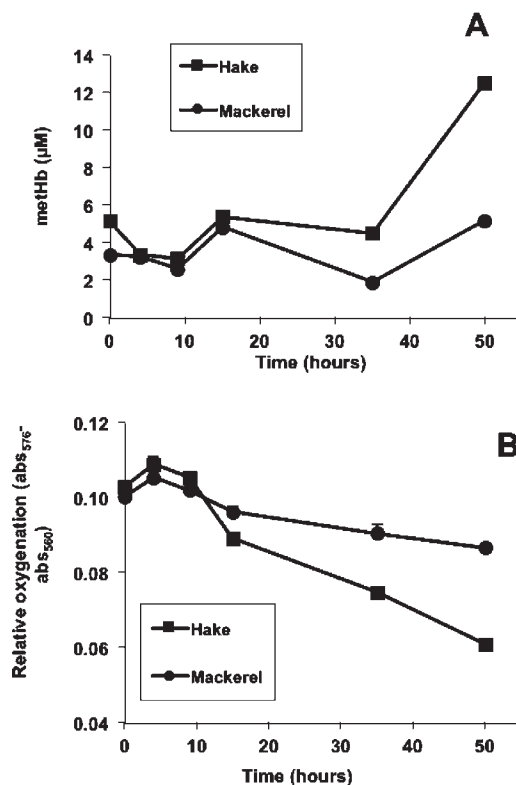 A
Hake
Mackerel
14
12
10
8
6
4
2
0
metHb (µM)
0 10 20 30 40 50
Time (hours)
B
0.12
0.10
0.08
0.06
0.04
Relative oxygenation (abs₅₇₆-
abs₅₆₀)
Hake
Mackerel
0 10 20 30 40 50
Time (hours)